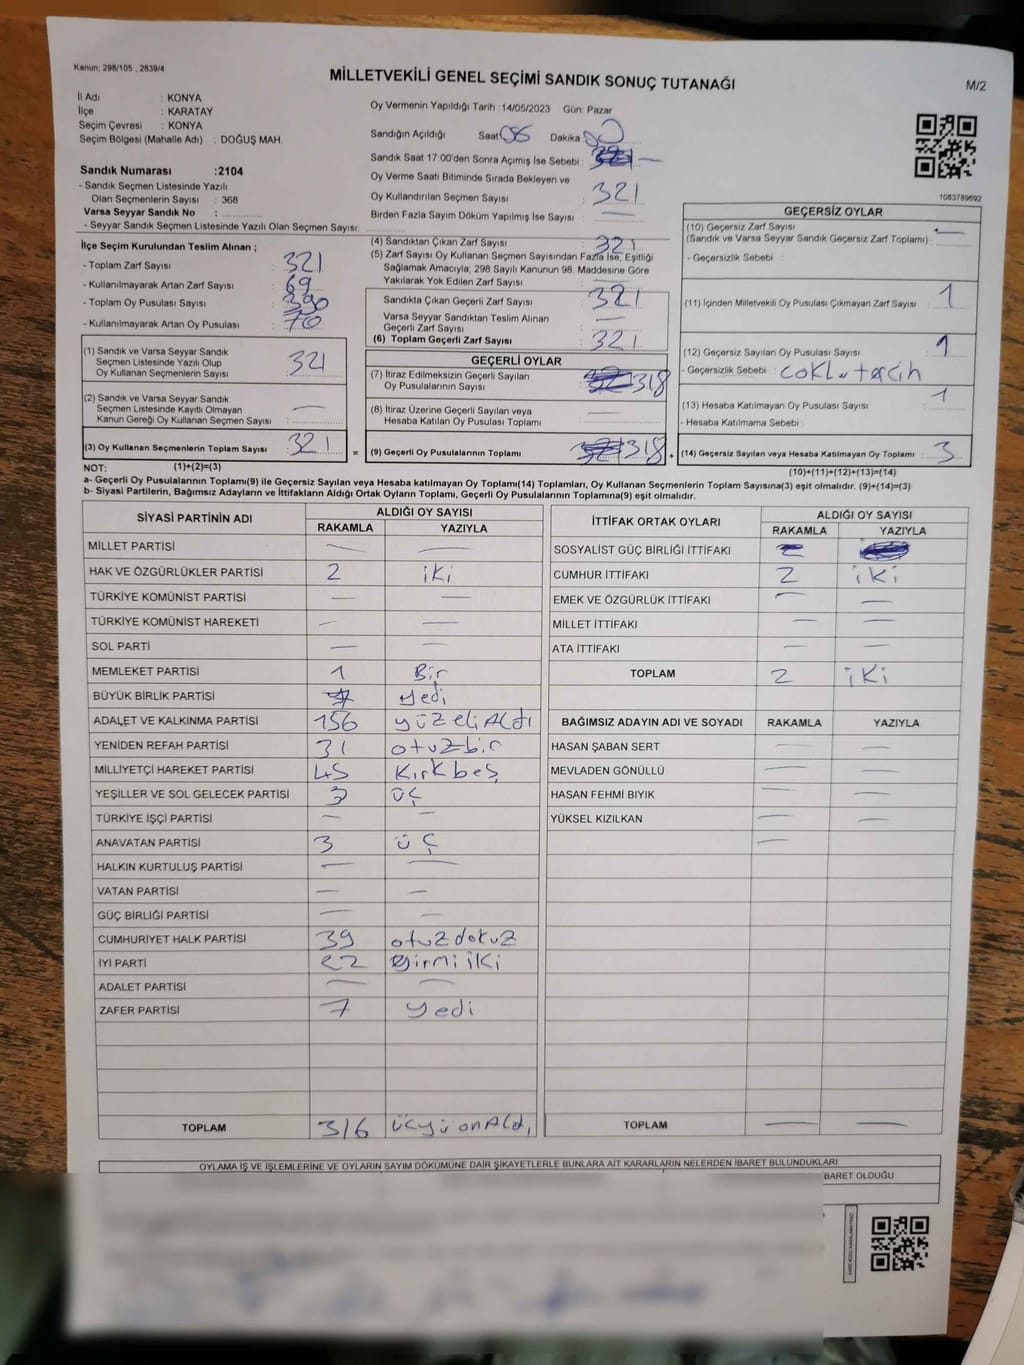 Kanun; 298/105 , 2839/4
MİLLETVEKİLİ GENEL SEÇİMİ SANDIK SONUÇ TUTANAĞI
M/2
İl Adı : KONYA
İlçe : KARATAY
Seçim Çevresi : KONYA
Seçim Bölgesi (Mahalle Adı) : DOĞUŞ MAH.
Oy Vermenin Yapıldığı Tarih : 14/05/2023 Gün: Pazar
Sandığın Açıldığı Saat 08 Dakika
Sandık Saat 17:00'den Sonra Açımış İse Sebebi :
Oy Verme Saati Bitiminde Sırada Bekleyen ve
Oy Kullandırılan Seçmen Sayısı 321
Birden Fazla Sayım Döküm Yapılmış İse Sayısı : —
1083789692
Sandık Numarası :2104
- Sandık Seçmen Listesinde Yazılı
Olan Seçmenlerin Sayısı : 368
Varsa Seyyar Sandık No :
- Seyyar Sandık Seçmen Listesinde Yazılı Olan Seçmen Sayısı:
İlçe Seçim Kurulundan Teslim Alınan ;
- Toplam Zarf Sayısı : 321
- Kullanılmayarak Artan Zarf Sayısı : 69
- Toplam Oy Pusulası Sayısı : 390
- Kullanılmayarak Artan Oy Pusulası : 70
(1) Sandık ve Varsa Seyyar Sandık
Seçmen Listesinde Yazılı Olup
Oy Kullanan Seçmenlerin Sayısı : 321
(2) Sandık ve Varsa Seyyar Sandık
Seçmen Listesinde Kayıtlı Olmayan
Kanun Gereği Oy Kullanan Seçmen Sayısı : —
(3) Oy Kullanan Seçmenlerin Toplam Sayısı : 321 =
(4) Sandıktan Çıkan Zarf Sayısı : 321
(5) Zarf Sayısı Oy Kullanan Seçmen Sayısından Fazla İse, Eşitliği
Sağlamak Amacıyla; 298 Sayılı Kanunun 98. Maddesine Göre
Yakılarak Yok Edilen Zarf Sayısı :
Sandıkta Çıkan Geçerli Zarf Sayısı : 321
Varsa Seyyar Sandıktan Teslim Alınan
Geçerli Zarf Sayısı : —
(6) Toplam Geçerli Zarf Sayısı : 321
GEÇERLİ OYLAR
(7) İtiraz Edilmeksizin Geçerli Sayılan
Oy Pusulalarının Sayısı : 318
(8) İtiraz Üzerine Geçerli Sayılan veya
Hesaba Katılan Oy Pusulası Toplamı :
(9) Geçerli Oy Pusulalarının Toplamı : 318 +
GEÇERSİZ OYLAR
(10) Geçersiz Zarf Sayısı
(Sandık ve Varsa Seyyar Sandık Geçersiz Zarf Toplamı) : —
- Geçersizlik Sebebi :
(11) İçinden Milletvekili Oy Pusulası Çıkmayan Zarf Sayısı : 1
(12) Geçersiz Sayılan Oy Pusulası Sayısı : 1
- Geçersizlik Sebebi : çoklu tercih
(13) Hesaba Katılmayan Oy Pusulası Sayısı : 1
- Hesaba Katılmama Sebebi :
(14) Geçersiz Sayılan veya Hesaba Katılmayan Oy Toplamı : 3
NOT: (1)+(2)=(3)
(10)+(11)+(12)+(13)=(14)
a- Geçerli Oy Pusulalarının Toplamı(9) ile Geçersiz Sayılan veya Hesaba katılmayan Oy Toplamı(14) Toplamları, Oy Kullanan Seçmenlerin Toplam Sayısına(3) eşit olmalıdır. (9)+(14)=(3)
b- Siyasi Partilerin, Bağımsız Adayların ve İttifakların Aldığı Ortak Oyların Toplamı, Geçerli Oy Pusulalarının Toplamına(9) eşit olmalıdır.
SİYASİ PARTİNİN ADI ALDIĞI OY SAYISI
RAKAMLA YAZIYLA
MİLLET PARTİSİ — —
HAK VE ÖZGÜRLÜKLER PARTİSİ 2 iki
TÜRKİYE KOMÜNİST PARTİSİ — —
TÜRKİYE KOMÜNİST HAREKETİ — —
SOL PARTİ — —
MEMLEKET PARTİSİ 1 Bir
BÜYÜK BİRLİK PARTİSİ 7 yedi
ADALET VE KALKINMA PARTİSİ 156 yüz elli Aldı
YENİDEN REFAH PARTİSİ 31 otuz bir
MİLLİYETÇİ HAREKET PARTİSİ 45 Kırk beş
YEŞİLLER VE SOL GELECEK PARTİSİ 3 üç
TÜRKİYE İŞÇİ PARTİSİ — —
ANAVATAN PARTİSİ 3 üç
HALKIN KURTULUŞ PARTİSİ — —
VATAN PARTİSİ — —
GÜÇ BİRLİĞİ PARTİSİ — —
CUMHURİYET HALK PARTİSİ 39 otuz dokuz
İYİ PARTİ 22 yirmi iki
ADALET PARTİSİ — —
ZAFER PARTİSİ 7 yedi
TOPLAM 316 üçyü onAldı
İTTİFAK ORTAK OYLARI ALDIĞI OY SAYISI
RAKAMLA YAZIYLA
SOSYALİST GÜÇ BİRLİĞİ İTTİFAKI
CUMHUR İTTİFAKI 2 iki
EMEK VE ÖZGÜRLÜK İTTİFAKI — —
MİLLET İTTİFAKI — —
ATA İTTİFAKI — —
TOPLAM 2 iki
BAĞIMSIZ ADAYIN ADI VE SOYADI RAKAMLA YAZIYLA
HASAN ŞABAN SERT — —
MEVLADEN GÖNÜLLÜ — —
HASAN FEHMİ BIYIK — —
YÜKSEL KIZILKAN — —
—
TOPLAM — —
OYLAMA İŞ VE İŞLEMLERİNE VE OYLARIN SAYIM DÖKÜMÜNE DAİR ŞİKAYETLERLE BUNLARA AİT KARARLARIN NELERDEN İBARET BULUNDUKLARI
BARET OLDUĞU